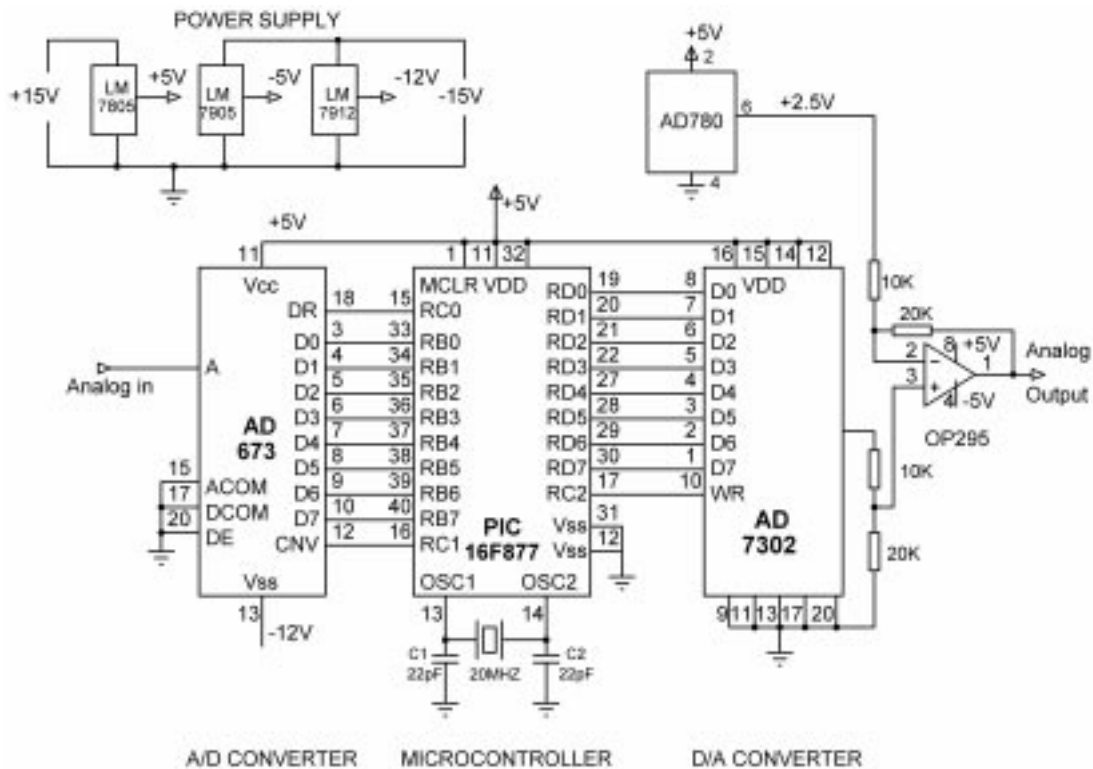 POWER SUPPLY
+15V
LM
7805
+5V
LM
7905
-5V
LM
7912
-12V
-15V
+5V
2
AD780
6
+2.5V
4
+5V
+5V
11
1
11
32
16
15
14
12
Vcc
MCLR VDD
VDD
DR 18 15 RC0
D0 3 33 RB0
D1 4 34 RB1
D2 5 35 RB2
D3 6 36 RB3
D4 7 37 RB4
D5 8 38 RB5
D6 9 39 RB6
D7 10 40 RB7
CNV 12 16 RC1
RD0 19 8 D0
RD1 20 7 D1
RD2 21 6 D2
RD3 22 5 D3
RD4 27 4 D4
RD5 28 3 D5
RD6 29 2 D6
RD7 30 1 D7
RC2 17 10 WR
Vss 31
Vss 12
A
Analog in
AD
673
15 ACOM
17 DCOM
20 DE
Vss
13
-12V
PIC
16F877
OSC1 OSC2
13 14
C1
22pF
20MHZ
C2
22pF
AD
7302
9 11 13 17 20
10K
20K
2
-
8
+5V
3
+
4
-5V
1
Analog
Output
OP295
10K
20K
A/D CONVERTER
MICROCONTROLLER
D/A CONVERTER